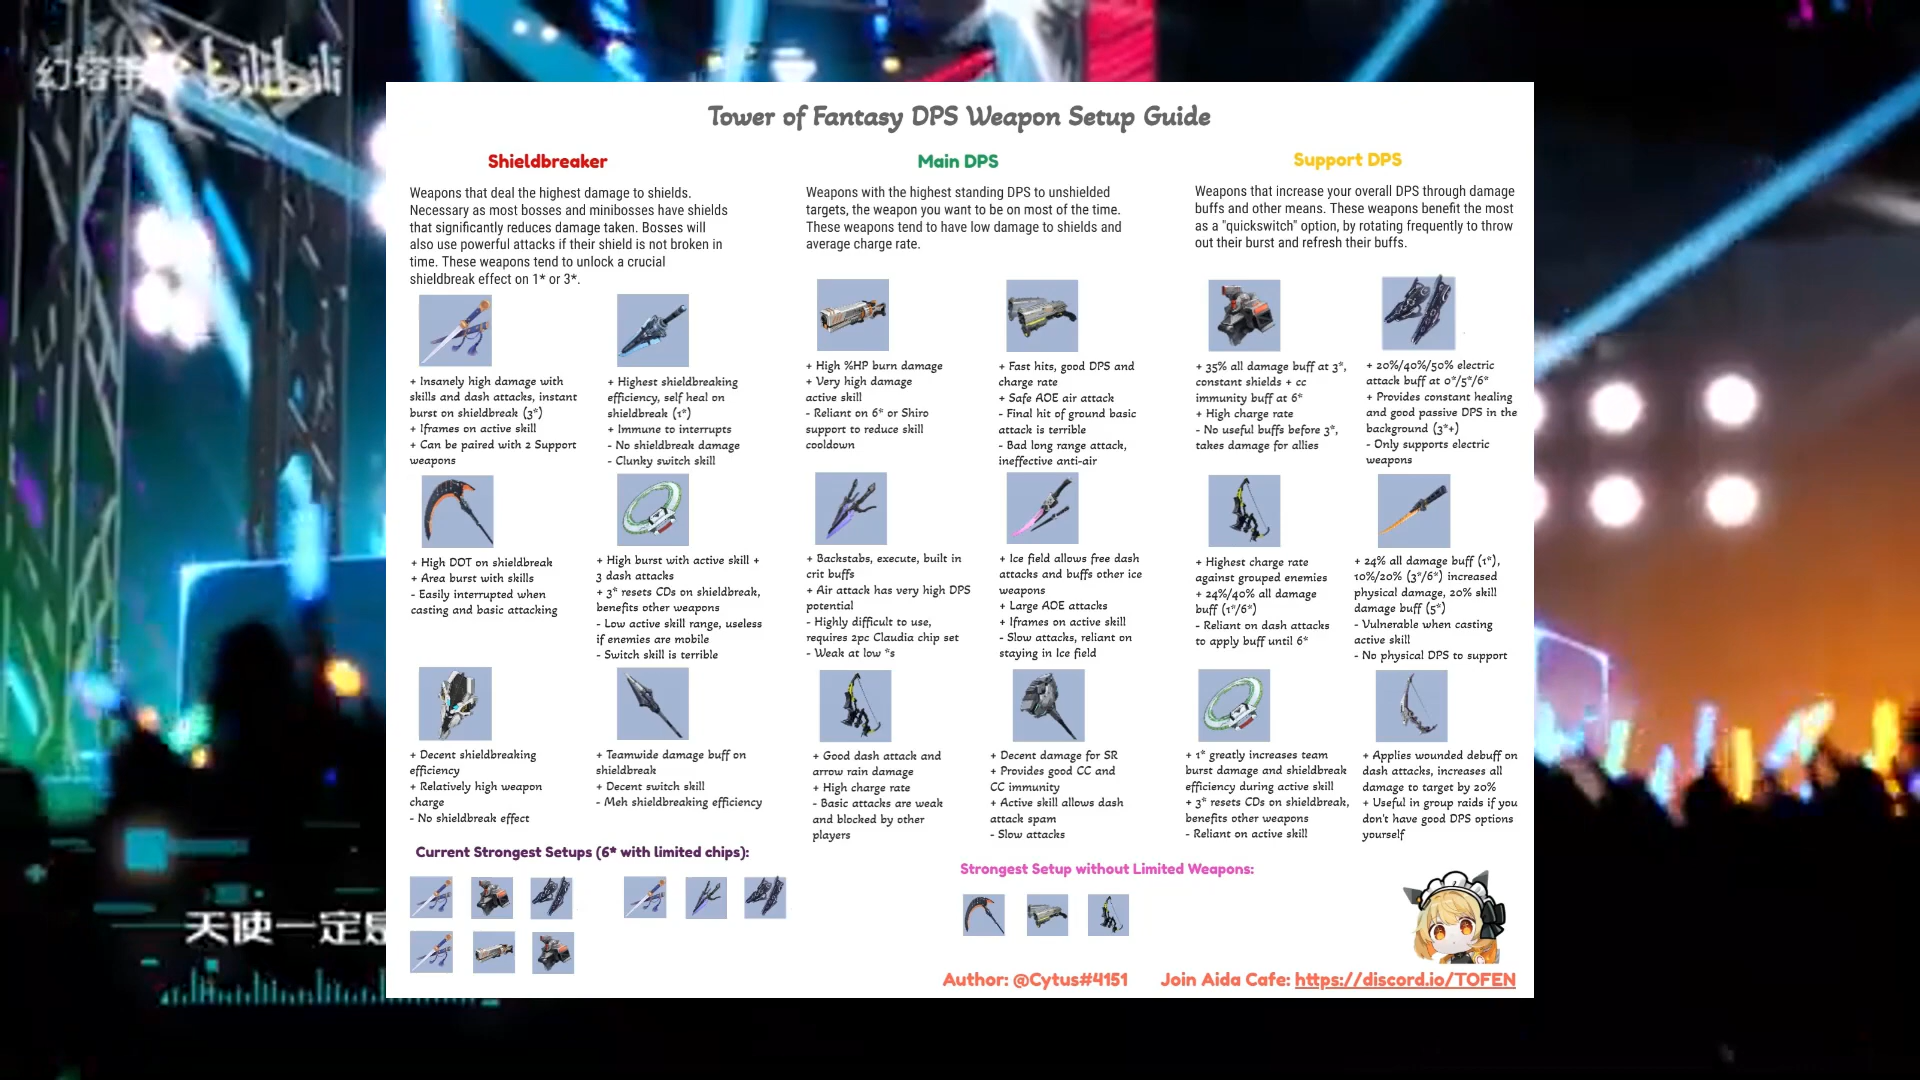 幻塔手
bilibili
Tower of Fantasy DPS Weapon Setup Guide
Shieldbreaker
Weapons that deal the highest damage to shields.
Necessary as most bosses and minibosses have shields
that significantly reduces damage taken. Bosses will
also use powerful attacks if their shield is not broken in
time. These weapons tend to unlock a crucial
shieldbreak effect on 1* or 3*.
+ Insanely high damage with
skills and dash attacks, instant
burst on shieldbreak (3*)
+ Iframes on active skill
+ Can be paired with 2 Support
weapons
+ Highest shieldbreaking
efficiency, self heal on
shieldbreak (1*)
+ Immune to interrupts
- No shieldbreak damage
- Clunky switch skill
+ High DOT on shieldbreak
+ Area burst with skills
- Easily interrupted when
casting and basic attacking
+ High burst with active skill +
3 dash attacks
+ 3* resets CDs on shieldbreak,
benefits other weapons
- Low active skill range, useless
if enemies are mobile
- Switch skill is terrible
+ Decent shieldbreaking
efficiency
+ Relatively high weapon
charge
- No shieldbreak effect
+ Teamwide damage buff on
shieldbreak
+ Decent switch skill
- Meh shieldbreaking efficiency
Main DPS
Weapons with the highest standing DPS to unshielded
targets, the weapon you want to be on most of the time.
These weapons tend to have low damage to shields and
average charge rate.
+ High %HP burn damage
+ Very high damage
active skill
- Reliant on 6* or Shiro
support to reduce skill
cooldown
+ Fast hits, good DPS and
charge rate
+ Safe AOE air attack
- Final hit of ground basic
attack is terrible
- Bad long range attack,
ineffective anti-air
+ Backstabs, execute, built in
crit buffs
+ Air attack has very high DPS
potential
- Highly difficult to use,
requires 2pc Claudia chip set
- Weak at low *s
+ Ice field allows free dash
attacks and buffs other ice
weapons
+ Large AOE attacks
+ Iframes on active skill
- Slow attacks, reliant on
staying in Ice field
+ Good dash attack and
arrow rain damage
+ High charge rate
- Basic attacks are weak
and blocked by other
players
+ Decent damage for SR
+ Provides good CC and
CC immunity
+ Active skill allows dash
attack spam
- Slow attacks
Support DPS
Weapons that increase your overall DPS through damage
buffs and other means. These weapons benefit the most
as a "quickswitch" option, by rotating frequently to throw
out their burst and refresh their buffs.
+ 35% all damage buff at 3*,
constant shields + cc
immunity buff at 6*
+ High charge rate
- No useful buffs before 3*,
takes damage for allies
+ 20%/40%/50% electric
attack buff at 0*/5*/6*
+ Provides constant healing
and good passive DPS in the
background (3*+)
- Only supports electric
weapons
+ Highest charge rate
against grouped enemies
+ 24%/40% all damage
buff (1*/6*)
- Reliant on dash attacks
to apply buff until 6*
+ 24% all damage buff (1*),
10%/20% (3*/6*) increased
physical damage, 20% skill
damage buff (5*)
- Vulnerable when casting
active skill
- No physical DPS to support
+ 1* greatly increases team
burst damage and shieldbreak
efficiency during active skill
+ 3* resets CDs on shieldbreak,
benefits other weapons
- Reliant on active skill
+ Applies wounded debuff on
dash attacks, increases all
damage to target by 20%
+ Useful in group raids if you
don't have good DPS options
yourself
Current Strongest Setups (6* with limited chips):
Strongest Setup without Limited Weapons:
天使一定是
Author: @Cytus#4151
Join Aida Cafe: https://discord.io/TOFEN